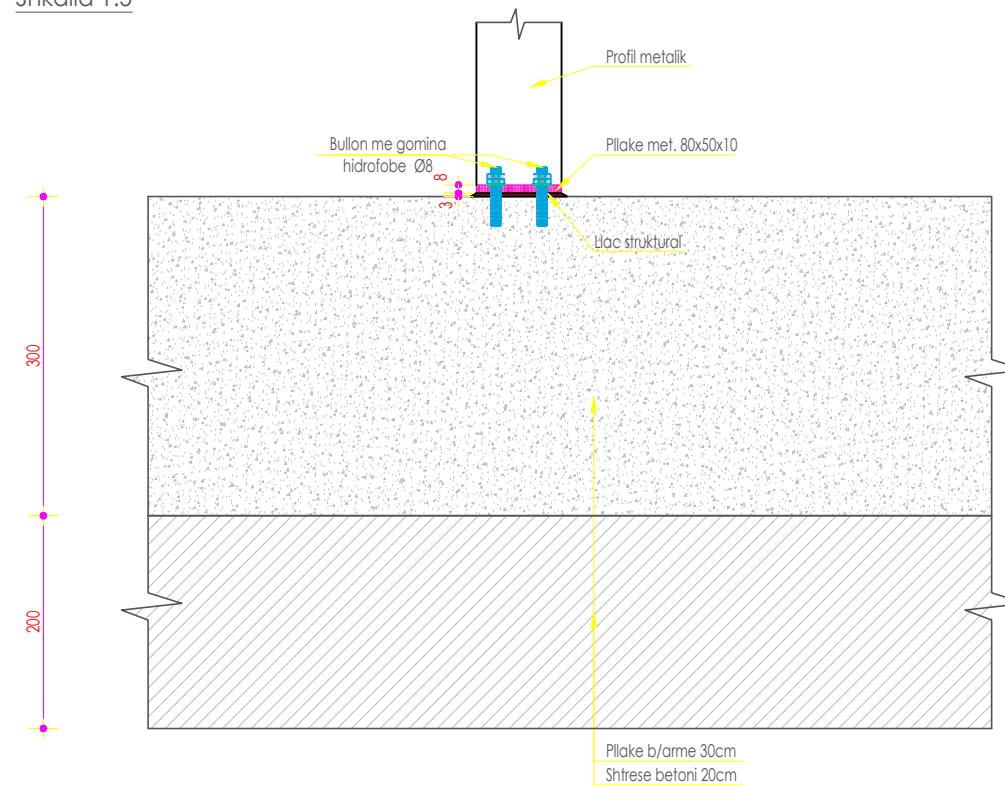 Shkalla 1:5
Profil metalik
Bullon me gomina
hidrofobe Ø8
Pllake met. 80x50x10
8
3
Llac struktural
300
200
Pllake b/arme 30cm
Shtrese betoni 20cm